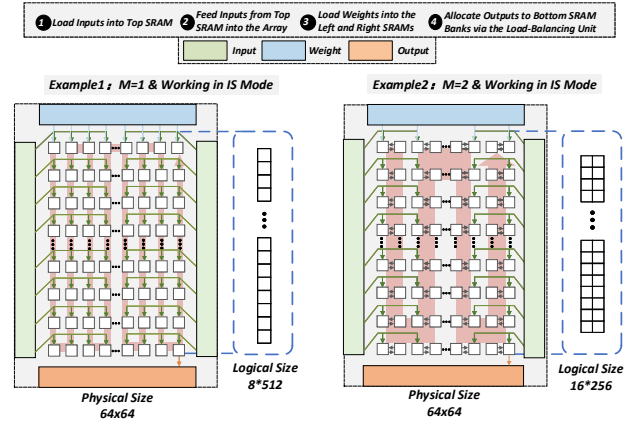 1 Load Inputs into Top SRAM
2 Feed Inputs from Top
SRAM into the Array
3 Load Weights into the
Left and Right SRAMs
4 Allocate Outputs to Bottom SRAM
Banks via the Load-Balancing Unit
Input
Weight
Output
Example1：M=1 & Working in IS Mode
Example2：M=2 & Working in IS Mode
Logical Size
8*512
Physical Size
64x64
Logical Size
16*256
Physical Size
64x64